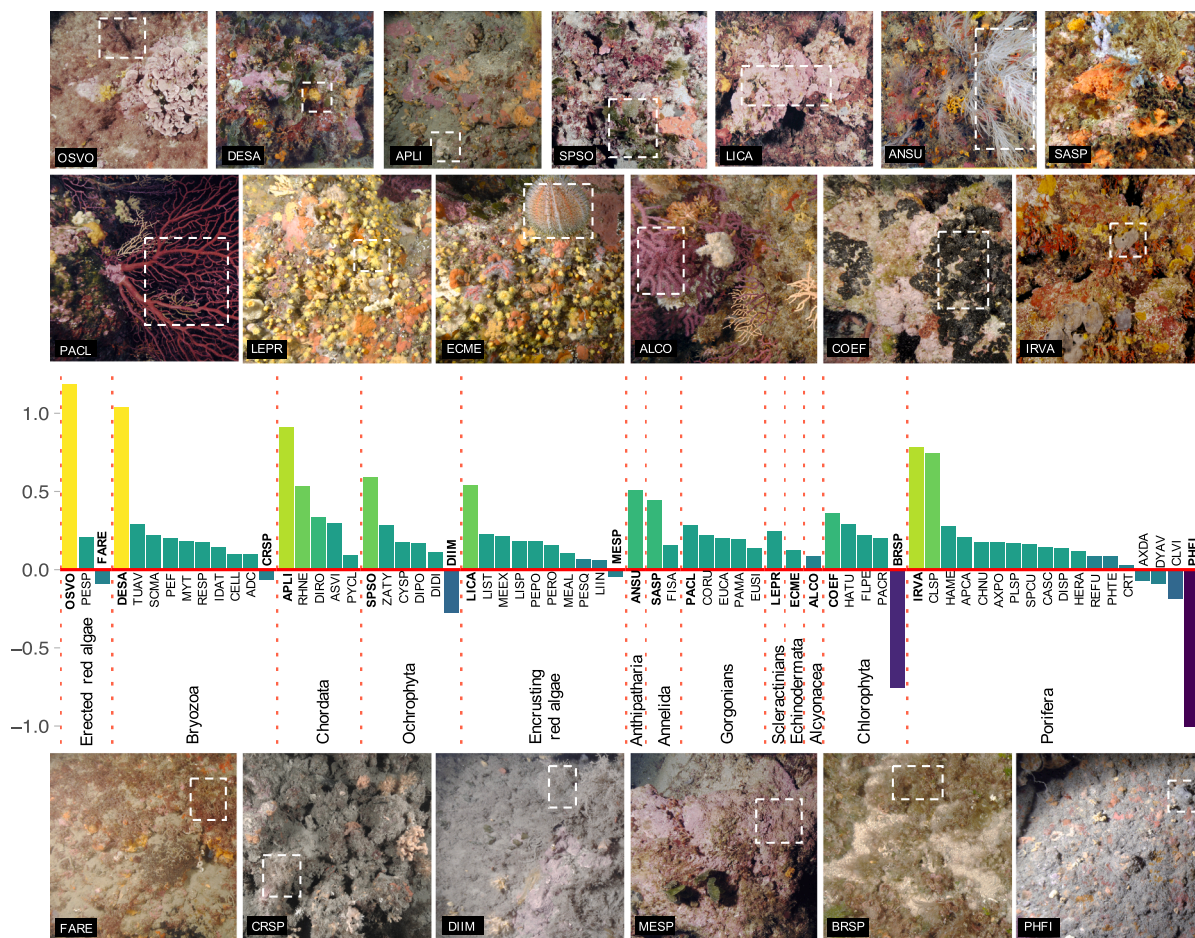 OSVO
DESA
APLI
SPSO
LICA
ANSU
SASP
PACL
LEPR
ECME
ALCO
COEF
IRVA
1.0
0.5
0.0
−0.5
−1.0
OSVO
PESP
FARE
DESA
TUAV
SCMA
PEF
MYT
RESP
IDAT
CELL
ADC
CRSP
APLI
RHNE
DIRO
ASVI
PYCL
SPSO
ZATY
CYSP
DIPO
DIDI
DIIM
LICA
LIST
MEEX
LISP
PEPO
PERO
MEAL
PESQ
LIN
MESP
ANSU
SASP
FISA
PACL
CORU
EUCA
PAMA
EUSI
LEPR
ECME
ALCO
COEF
HATU
FLPE
PACR
BRSP
IRVA
CLSP
HAME
APCA
CHNU
AXPO
PLSP
SPCU
CASC
DISP
HERA
REFU
PHTE
CRT
AXDA
DYAV
CLVI
PHFI
Erected red algae
Bryozoa
Chordata
Ochrophyta
Encrusting
red algae
Anthipatharia
Annelida
Gorgonians
Scleractinians
Echinodermata
Alcyonacea
Chlorophyta
Porifera
FARE
CRSP
DIIM
MESP
BRSP
PHFI